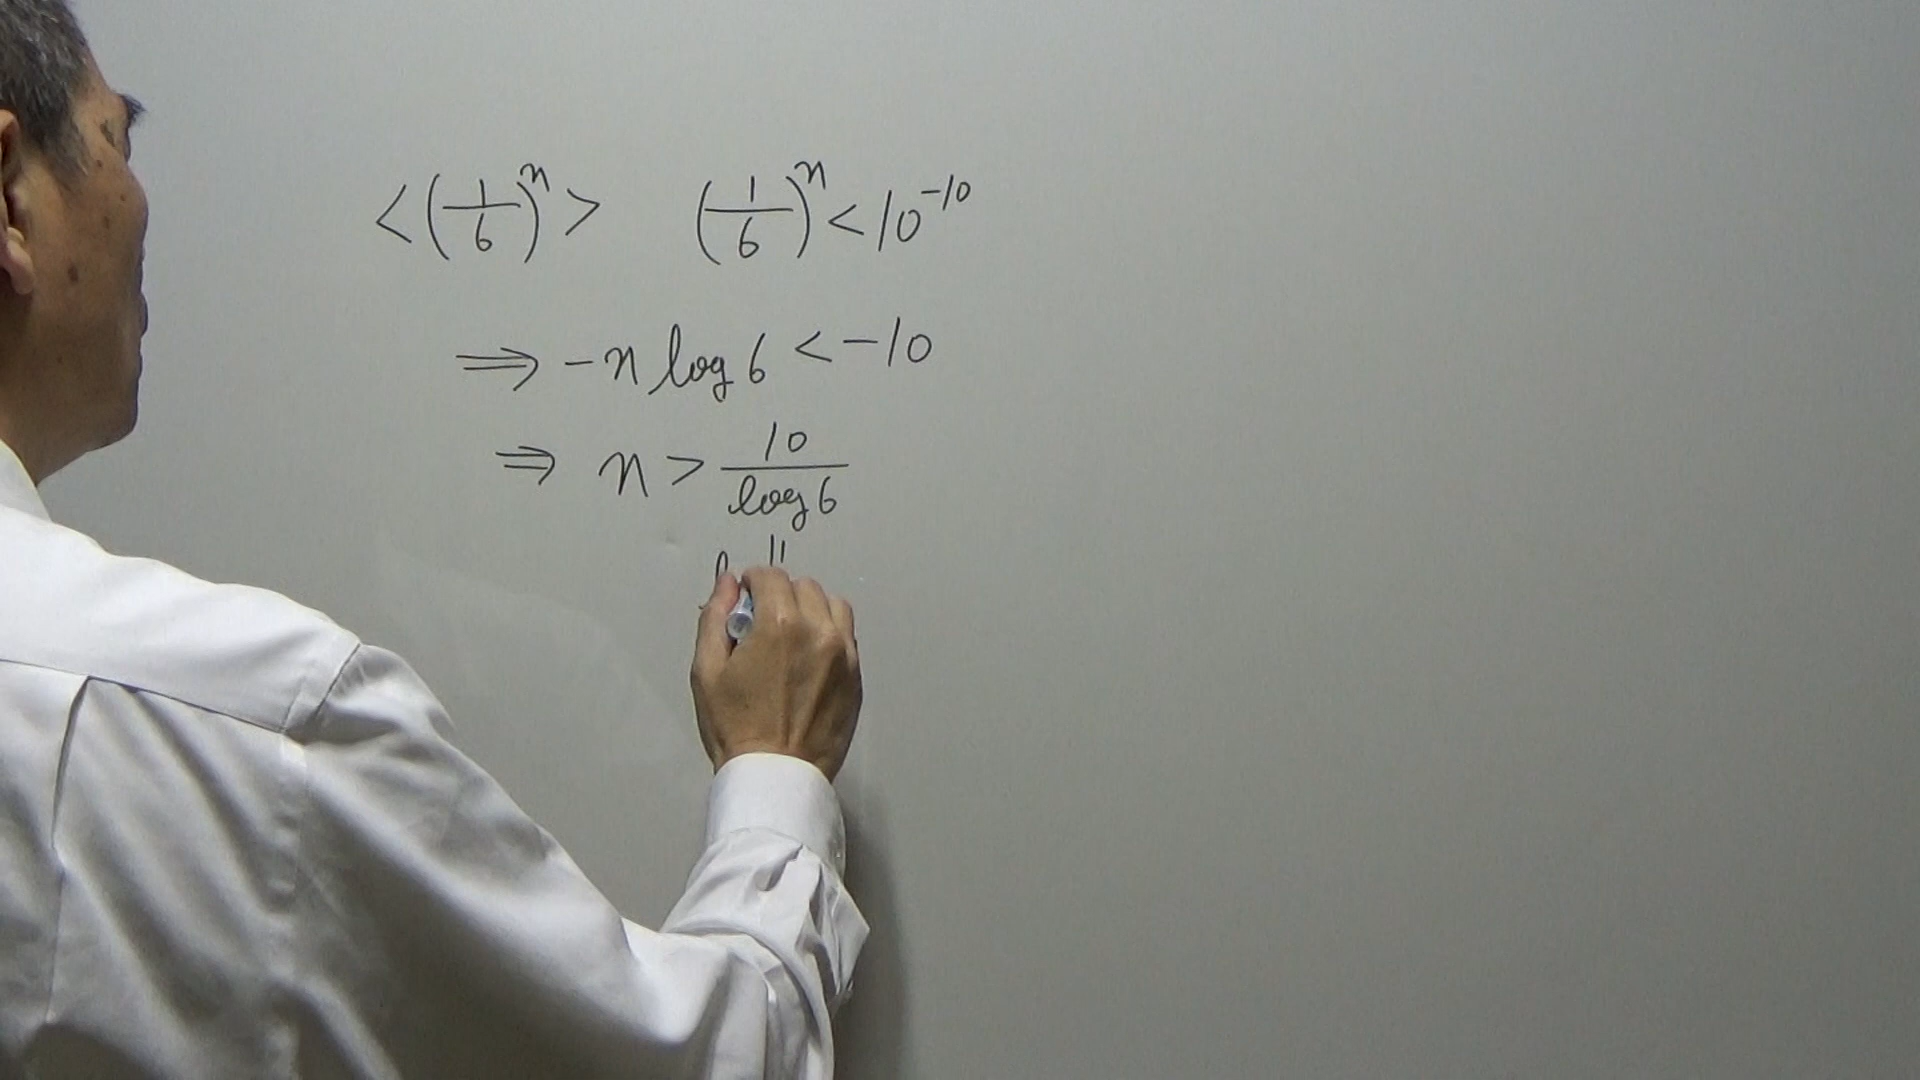 <(1/6)^n> (1/6)^n < 10^-10
⇒ -n log 6 < -10
⇒ n > 10/log 6